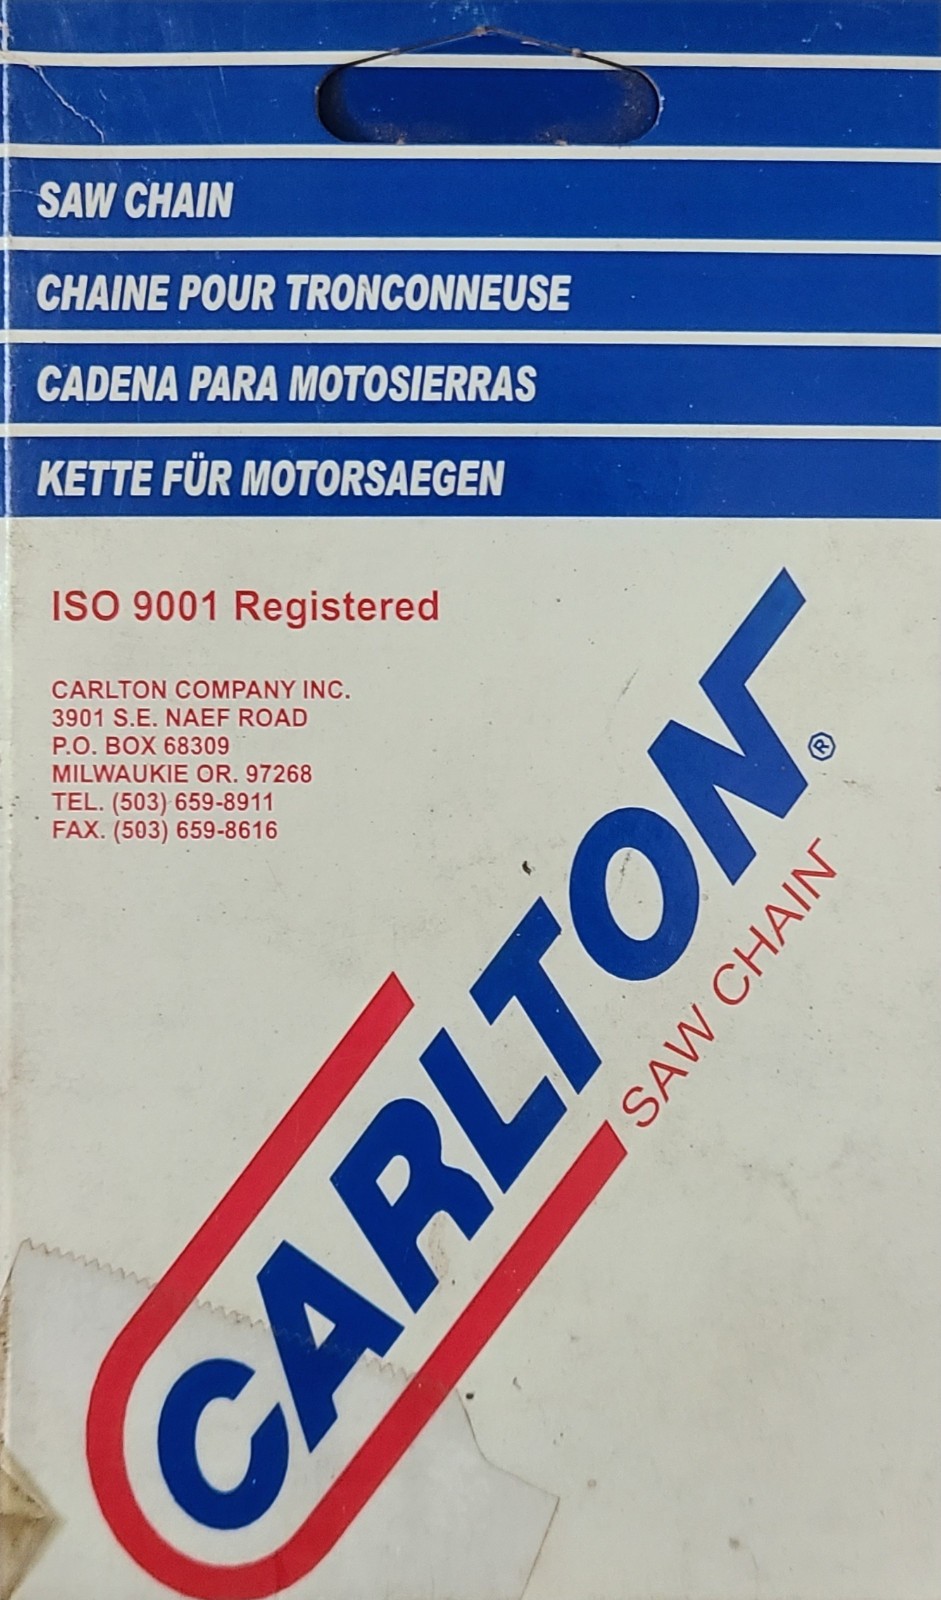 SAW CHAIN
CHAINE POUR TRONCONNEUSE
CADENA PARA MOTOSIERRAS
KETTE FÜR MOTORSAEGEN
ISO 9001 Registered
CARLTON COMPANY INC.
3901 S.E. NAEF ROAD
P.O. BOX 68309
MILWAUKIE OR. 97268
TEL. (503) 659-8911
FAX. (503) 659-8616
CARLTON®
SAW CHAIN